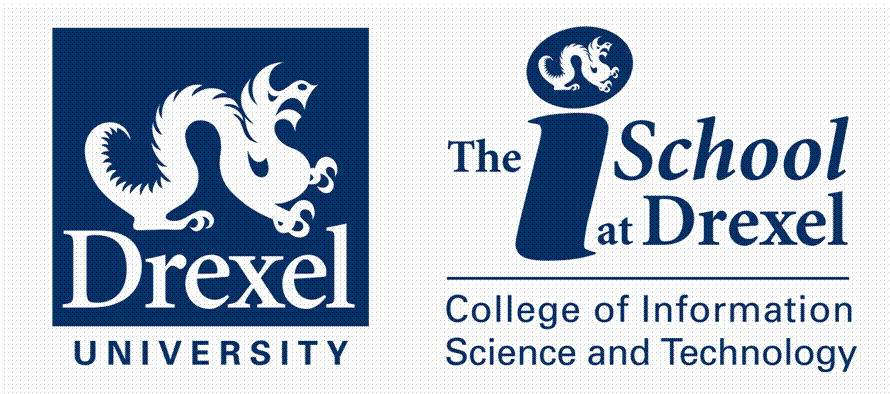 Drexel
UNIVERSITY
The iSchool
at Drexel
College of Information
Science and Technology